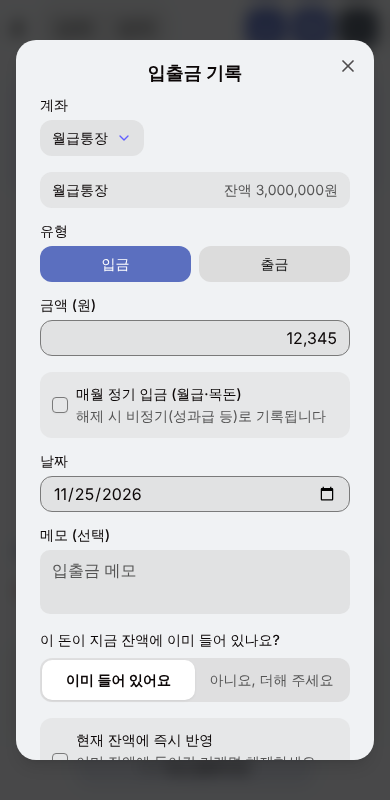 입출금 기록
계좌
월급통장
월급통장 잔액 3,000,000원
유형
입금 출금
금액 (원)
12,345
매월 정기 입금 (월급·목돈)
해제 시 비정기(성과급 등)로 기록됩니다
날짜
11/25/2026
메모 (선택)
입출금 메모
이 돈이 지금 잔액에 이미 들어 있나요?
이미 들어 있어요 아니요, 더해 주세요
현재 잔액에 즉시 반영